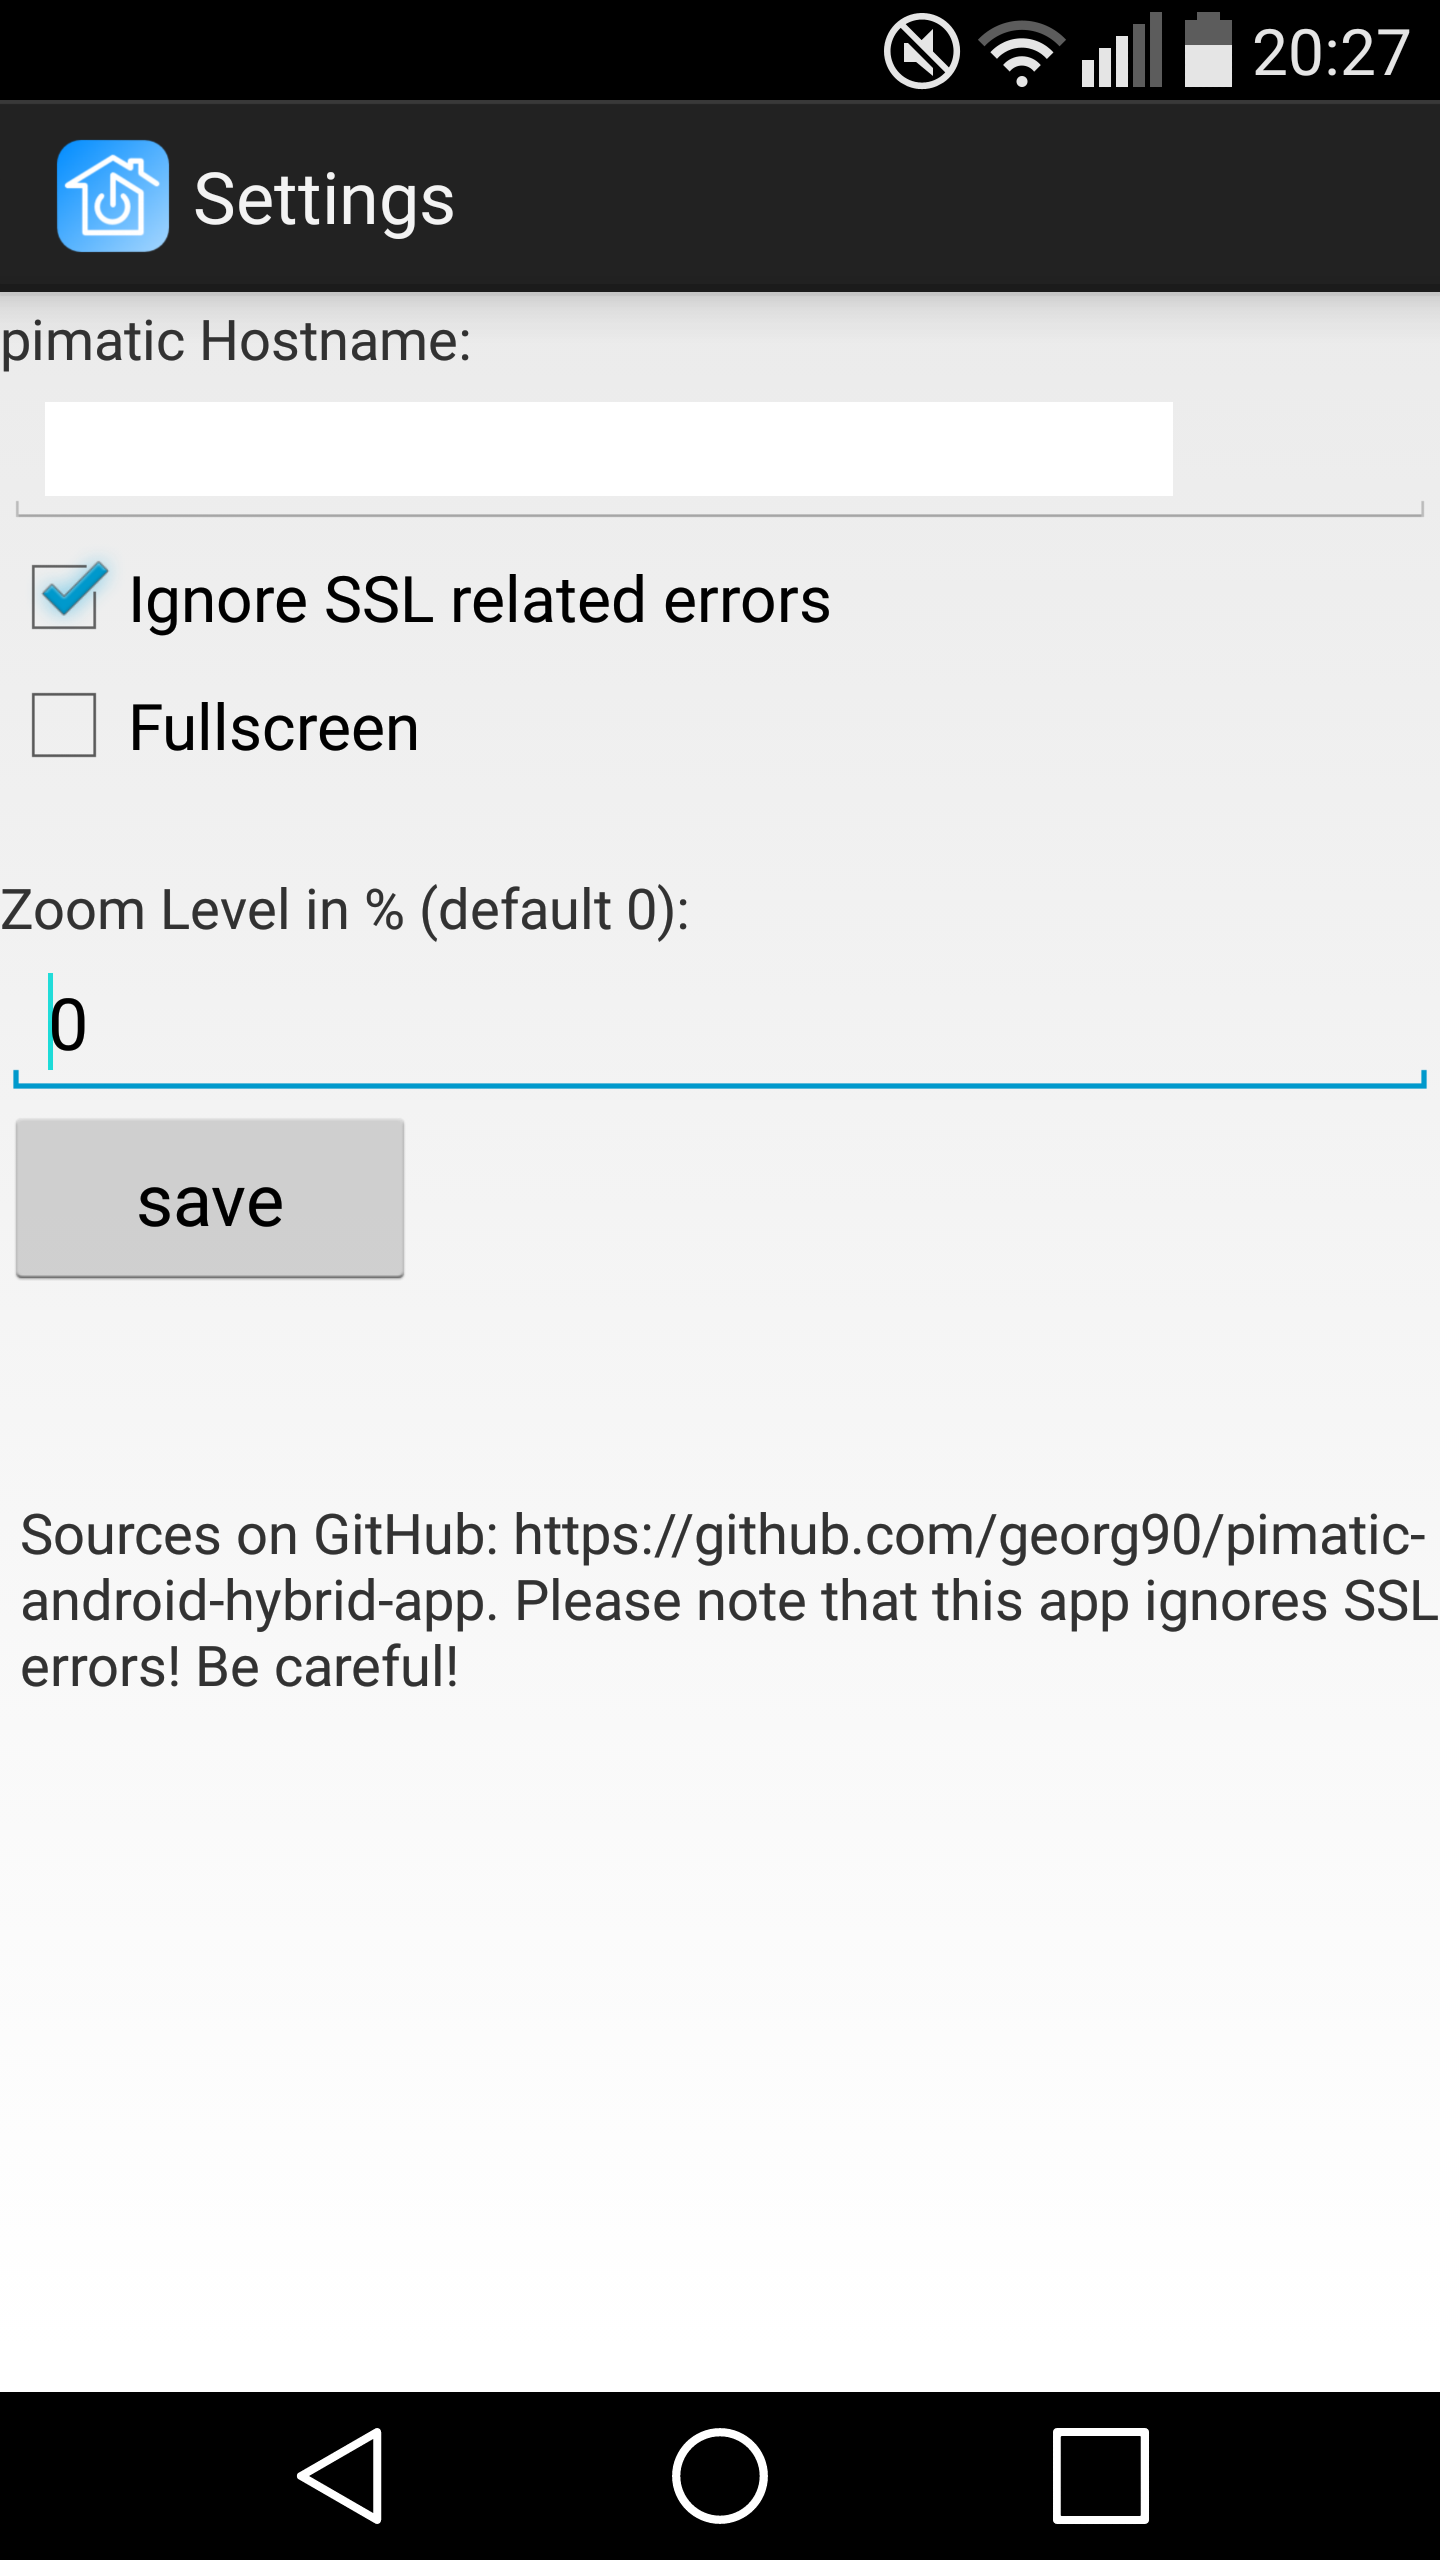 20:27
Settings
pimatic Hostname:
Ignore SSL related errors
Fullscreen
Zoom Level in % (default 0):
0
save
Sources on GitHub: https://github.com/georg90/pimatic-
android-hybrid-app. Please note that this app ignores SSL
errors! Be careful!